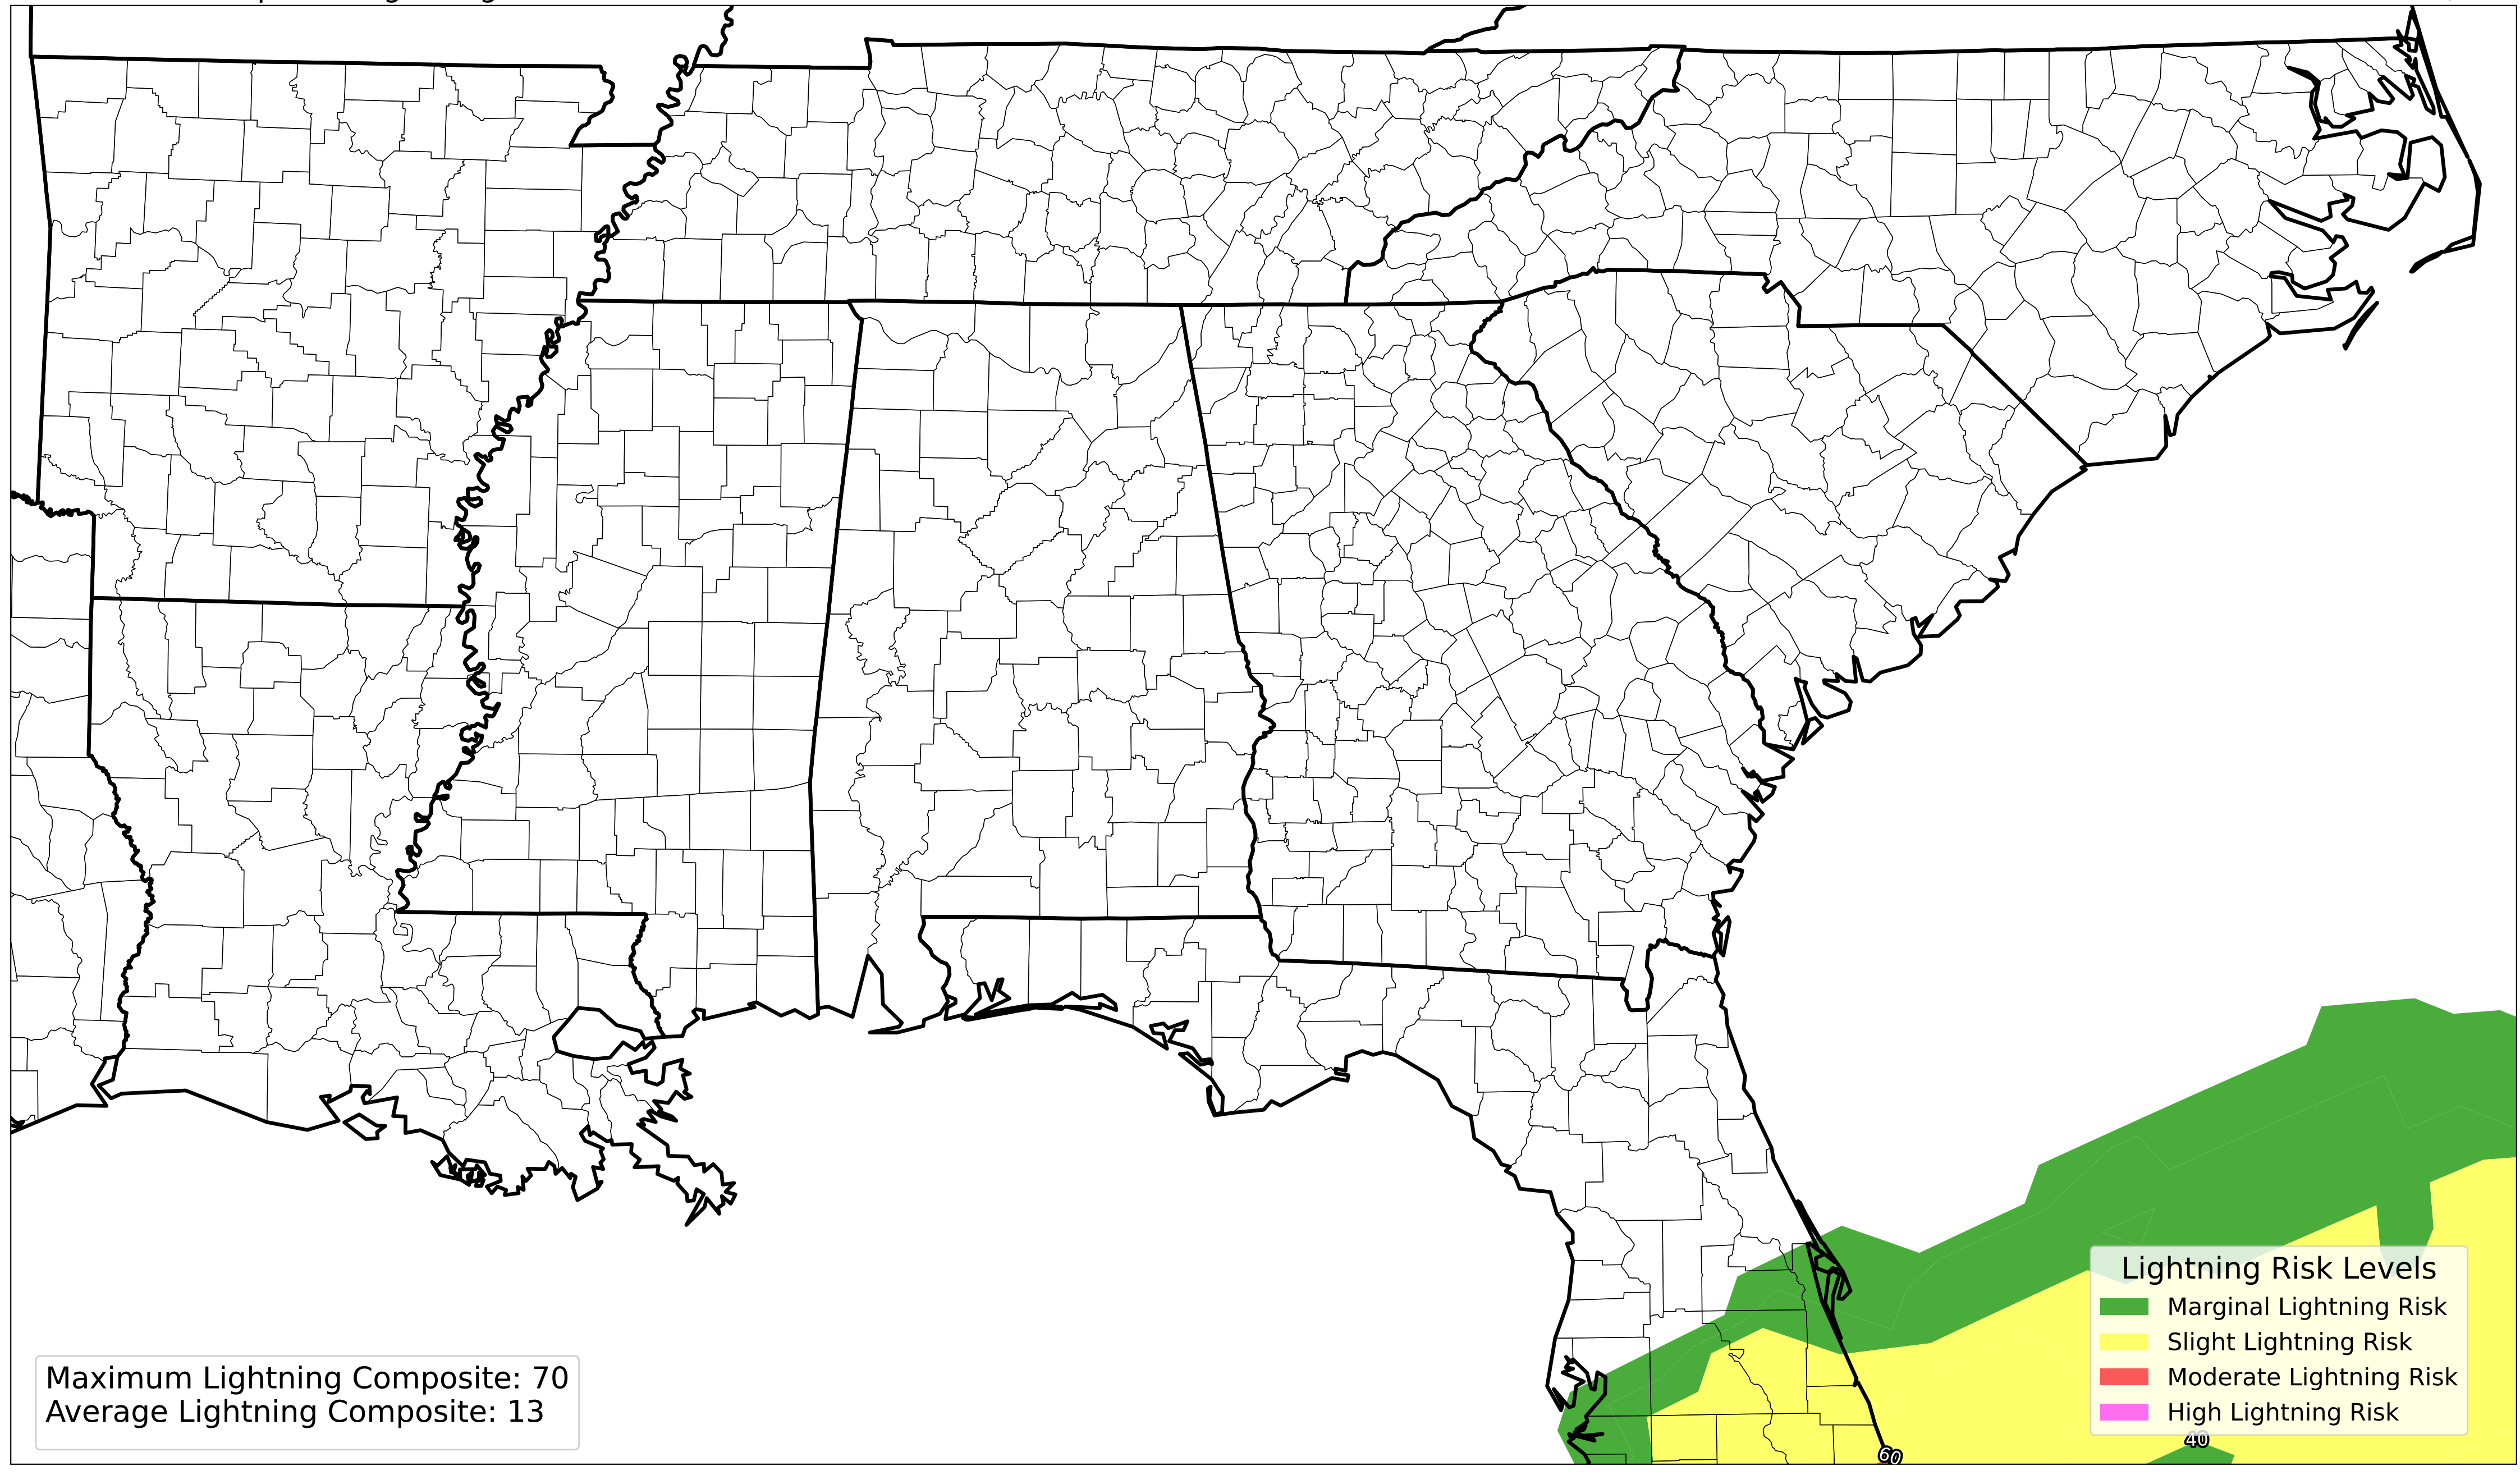 Lightning Risk Levels
Marginal Lightning Risk
Slight Lightning Risk
Moderate Lightning Risk
High Lightning Risk
Maximum Lightning Composite: 70
Average Lightning Composite: 13
40
60